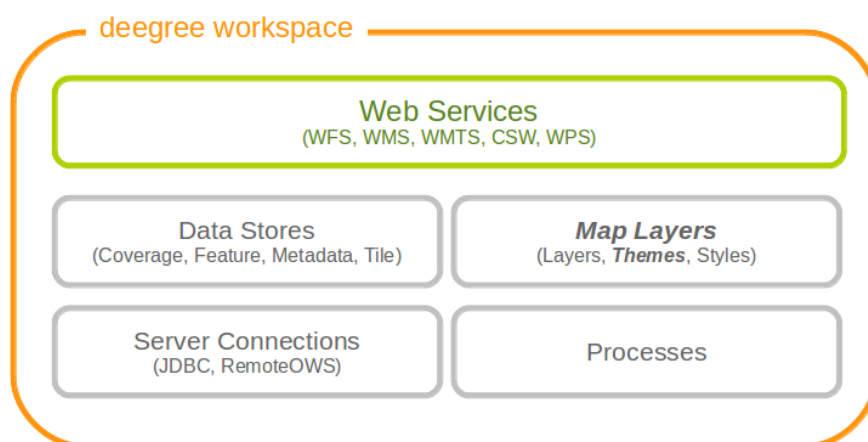 deegree workspace
Web Services
(WFS, WMS, WMTS, CSW, WPS)
Data Stores
(Coverage, Feature, Metadata, Tile)
Map Layers
(Layers, Themes, Styles)
Server Connections
(JDBC, RemoteOWS)
Processes